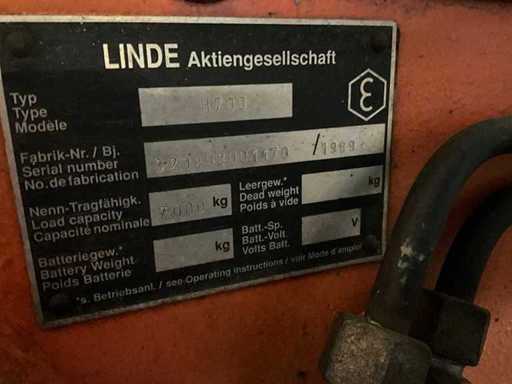 LINDE Aktiengesellschaft
Typ
Type
Modèle
Fabrik-Nr. / Bj. / 1989
Serial number
No. de fabrication
Nenn-Tragfähigk. kg
Load capacity
Capacité nominale
Leergew.* kg
Dead weight
Poids à vide
Batteriegew.* kg
Battery Weight
Poids Batterie
Batt.-Sp. V
Batt.-Volt.
Volts Batt.
*s. Betriebsanl. / see Operating instructions / voir Mode d'emploi